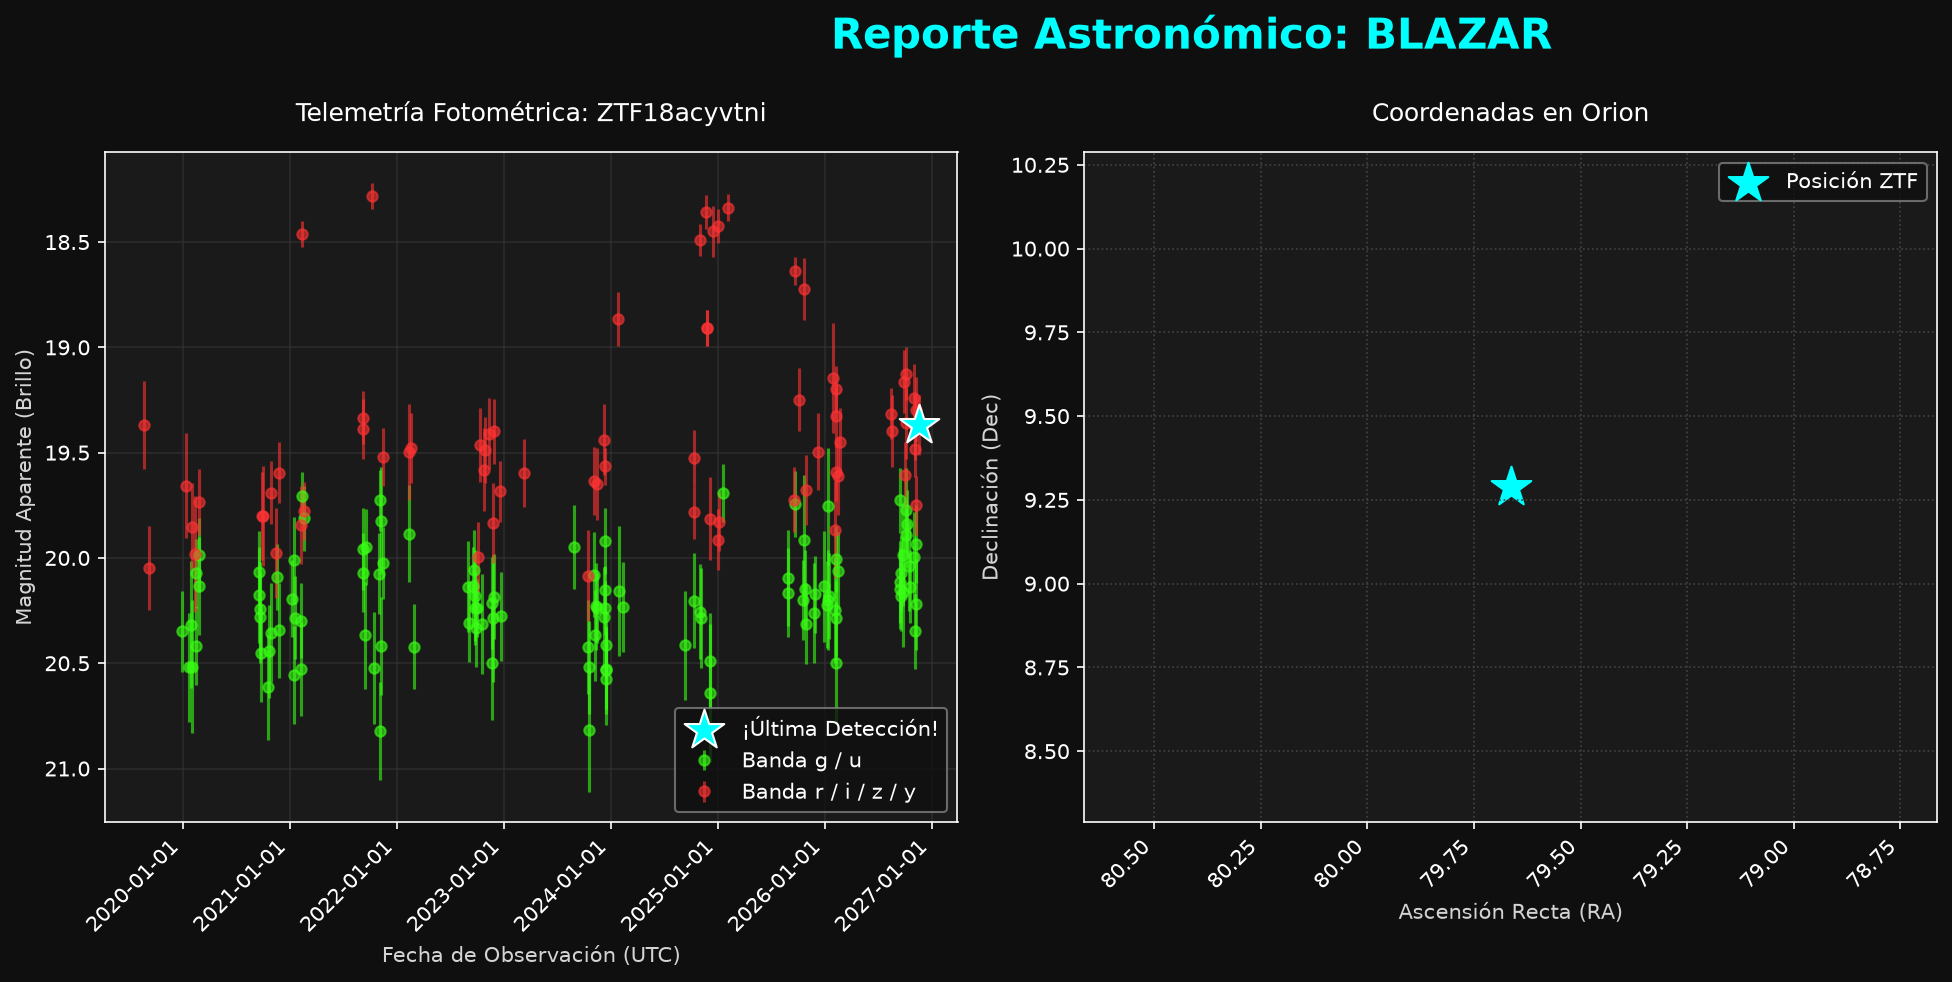 Reporte Astronómico: BLAZAR
Telemetría Fotométrica: ZTF18acyvtni
Magnitud Aparente (Brillo)
18.5
19.0
19.5
20.0
20.5
21.0
¡Última Detección!
Banda g / u
Banda r / i / z / y
2020-01-01
2021-01-01
2022-01-01
2023-01-01
2024-01-01
2025-01-01
2026-01-01
2027-01-01
Fecha de Observación (UTC)
Coordenadas en Orion
Declinación (Dec)
10.25
10.00
9.75
9.50
9.25
9.00
8.75
8.50
Posición ZTF
80.50
80.25
80.00
79.75
79.50
79.25
79.00
78.75
Ascensión Recta (RA)